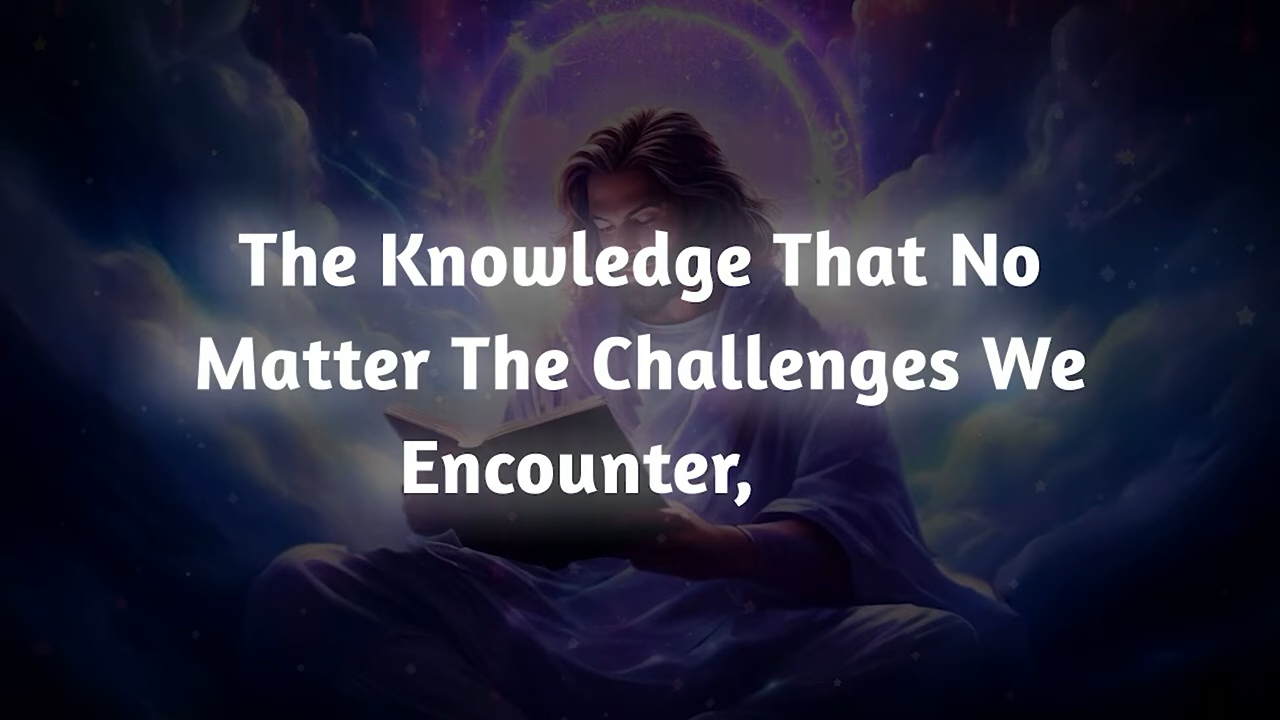 The Knowledge That No
Matter The Challenges We
Encounter,